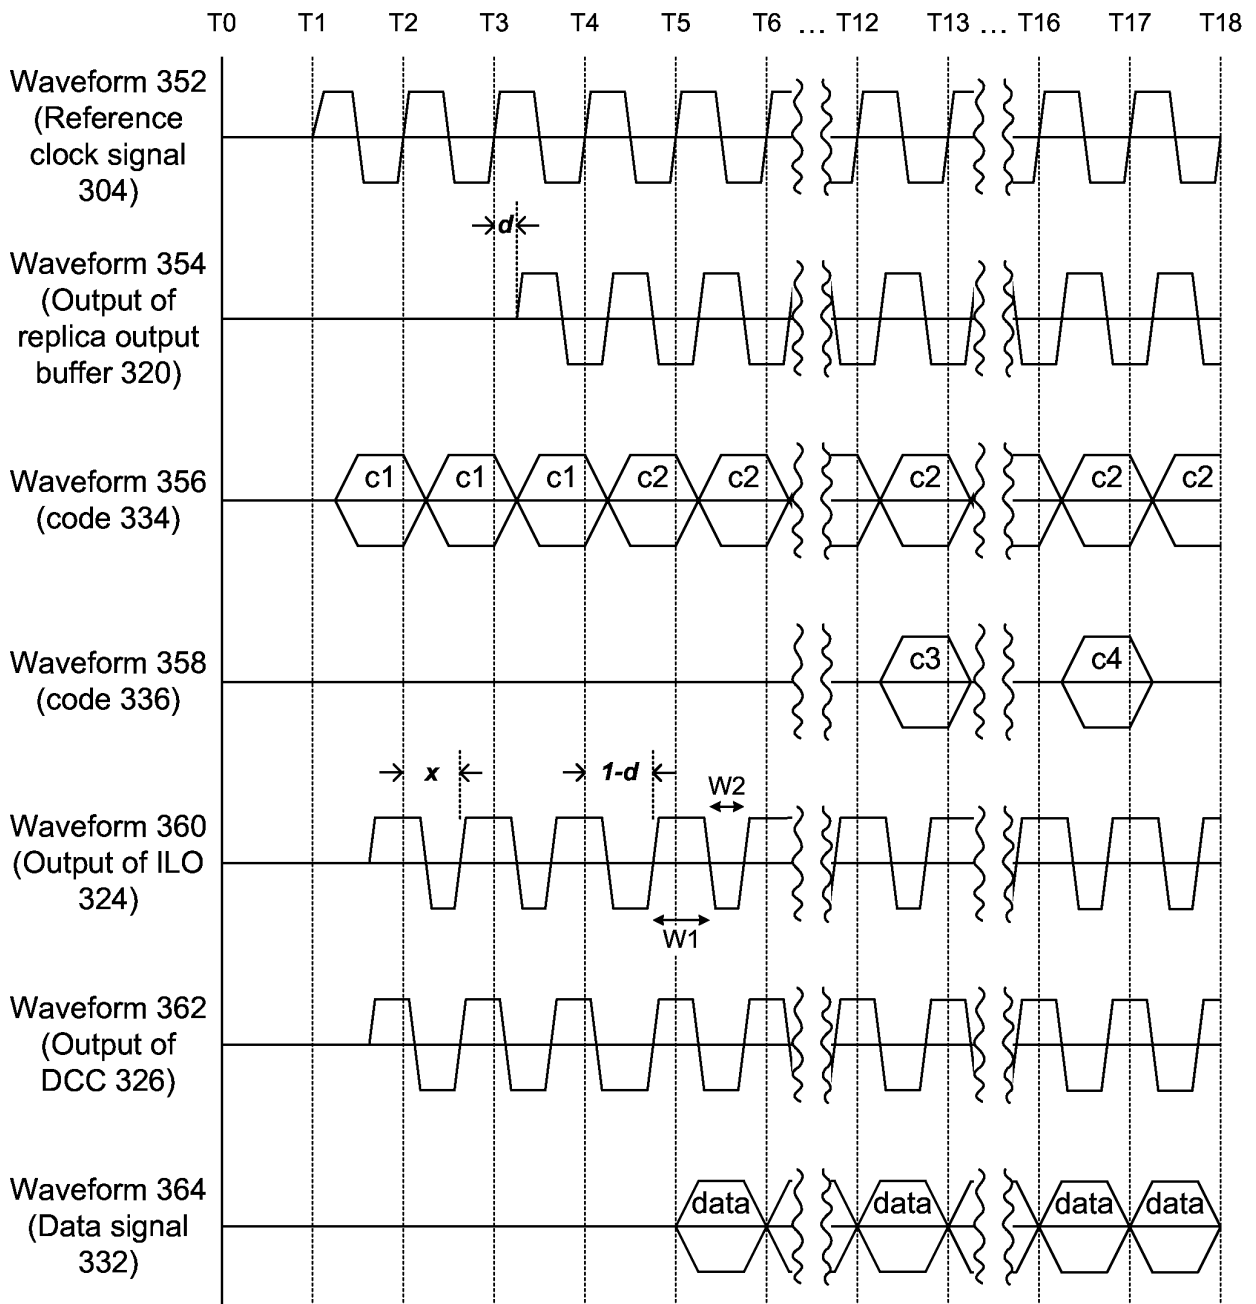 T0 T1 T2 T3 T4 T5 T6 ... T12 T13 ... T16 T17 T18
Waveform 352
(Reference
clock signal
304)
d
Waveform 354
(Output of
replica output
buffer 320)
Waveform 356
(code 334)
c1 c1 c1 c2 c2 c2 c2 c2
Waveform 358
(code 336)
c3 c4
x 1-d W2
Waveform 360
(Output of ILO
324)
W1
Waveform 362
(Output of
DCC 326)
Waveform 364
(Data signal
332)
data data data data